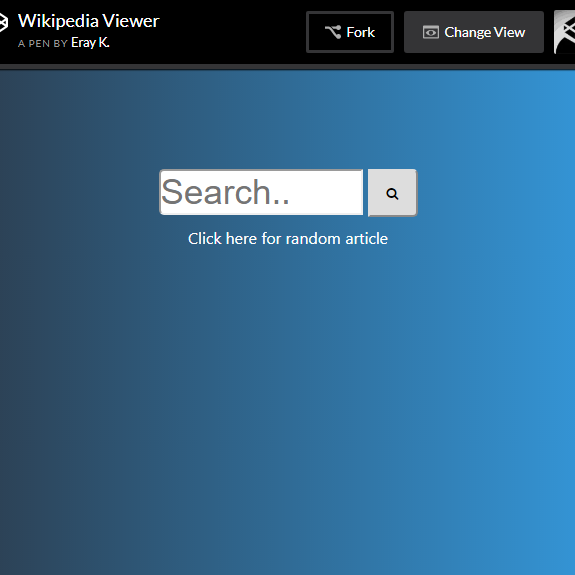 Wikipedia Viewer
A PEN BY Eray K.
Fork
Change View
Search..
Click here for random article